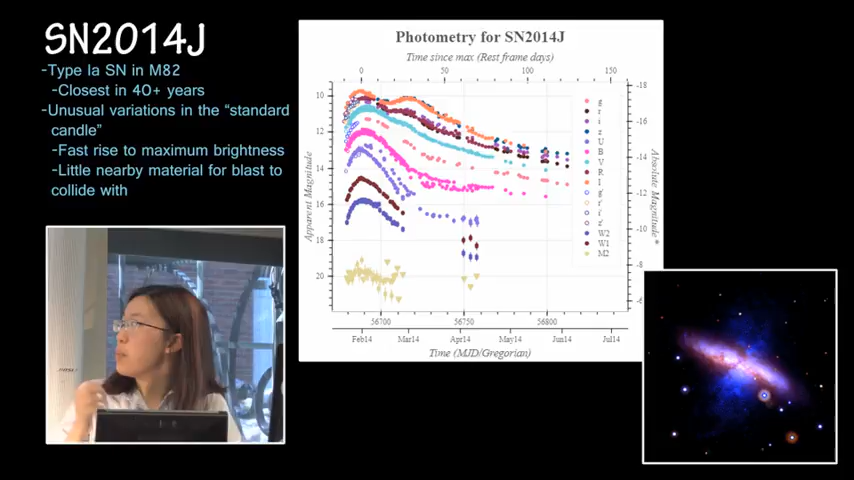 SN2014J
-Type Ia SN in M82
-Closest in 40+ years
-Unusual variations in the "standard
candle"
-Fast rise to maximum brightness
-Little nearby material for blast to
collide with
Photometry for SN2014J
Time since max (Rest frame days)
0 50 100 150
10
12
14
16
18
20
Apparent Magnitude
-18
-16
-14
-12
-10
-8
-6
Absolute Magnitude *
g
r
i
z
U
B
V
R
I
g'
r'
i'
z'
W2
W1
M2
56700 56750 56800
Feb14 Mar14 Apr14 May14 Jun14 Jul14
Time (MJD/Gregorian)